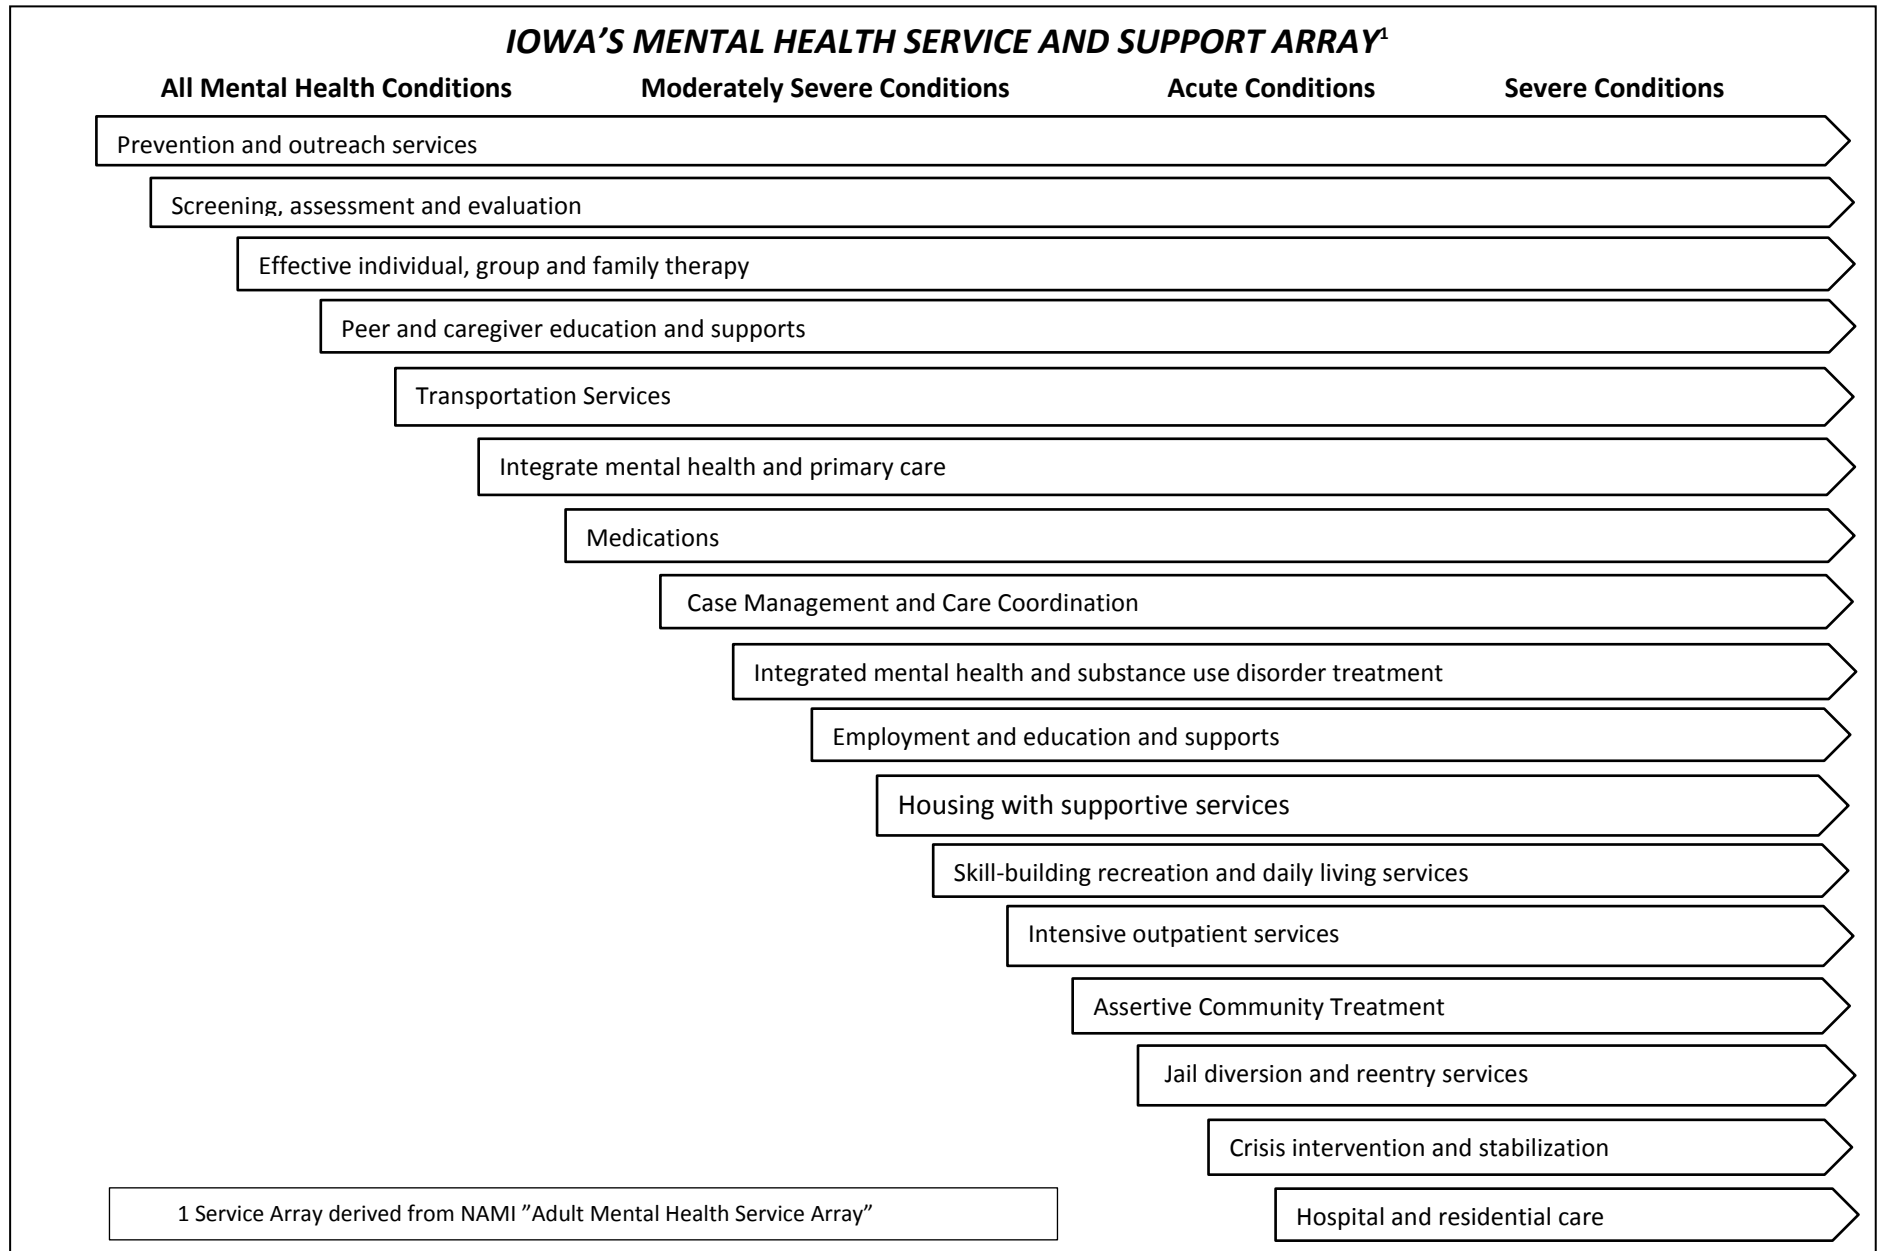 IOWA'S MENTAL HEALTH SERVICE AND SUPPORT ARRAY¹
All Mental Health Conditions Moderately Severe Conditions Acute Conditions Severe Conditions
Prevention and outreach services
Screening, assessment and evaluation
Effective individual, group and family therapy
Peer and caregiver education and supports
Transportation Services
Integrate mental health and primary care
Medications
Case Management and Care Coordination
Integrated mental health and substance use disorder treatment
Employment and education and supports
Housing with supportive services
Skill-building recreation and daily living services
Intensive outpatient services
Assertive Community Treatment
Jail diversion and reentry services
Crisis intervention and stabilization
Hospital and residential care
1 Service Array derived from NAMI ”Adult Mental Health Service Array”